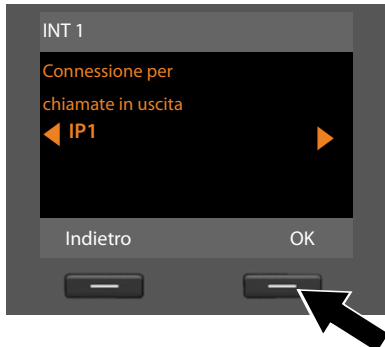 INT 1
Connessione per
chiamate in uscita
IP1
Indietro OK